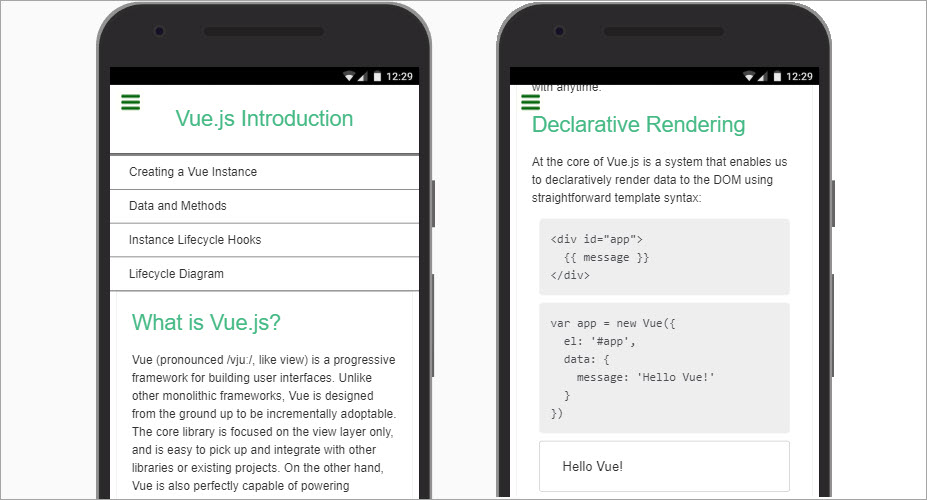 12:29
Vue.js Introduction
Creating a Vue Instance
Data and Methods
Instance Lifecycle Hooks
Lifecycle Diagram
What is Vue.js?
Vue (pronounced /vjuː/, like view) is a progressive
framework for building user interfaces. Unlike
other monolithic frameworks, Vue is designed
from the ground up to be incrementally adoptable.
The core library is focused on the view layer only,
and is easy to pick up and integrate with other
libraries or existing projects. On the other hand,
Vue is also perfectly capable of powering
12:29
with anytime.
Declarative Rendering
At the core of Vue.js is a system that enables us
to declaratively render data to the DOM using
straightforward template syntax:
<div id="app">
  {{ message }}
</div>
var app = new Vue({
  el: '#app',
  data: {
    message: 'Hello Vue!'
  }
})
Hello Vue!